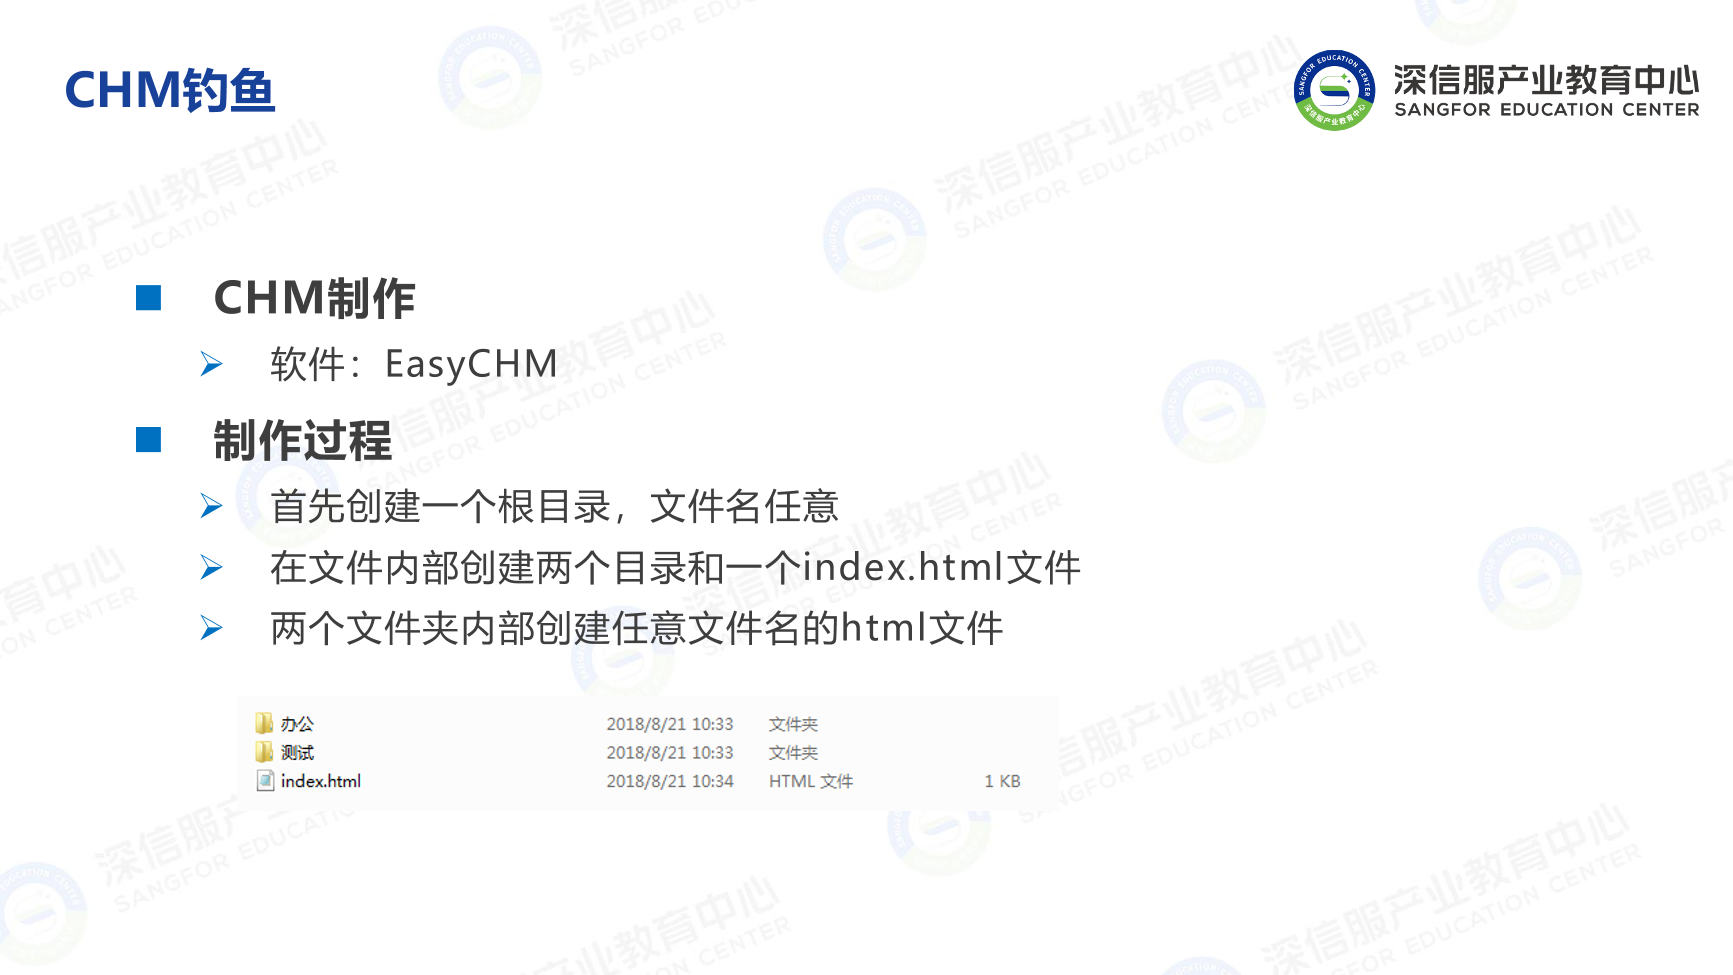 CHM钓鱼
深信服产业教育中心
SANGFOR EDUCATION CENTER
CHM制作
软件：EasyCHM
制作过程
首先创建一个根目录，文件名任意
在文件内部创建两个目录和一个index.html文件
两个文件夹内部创建任意文件名的html文件
办公 2018/8/21 10:33 文件夹
测试 2018/8/21 10:33 文件夹
index.html 2018/8/21 10:34 HTML 文件 1 KB